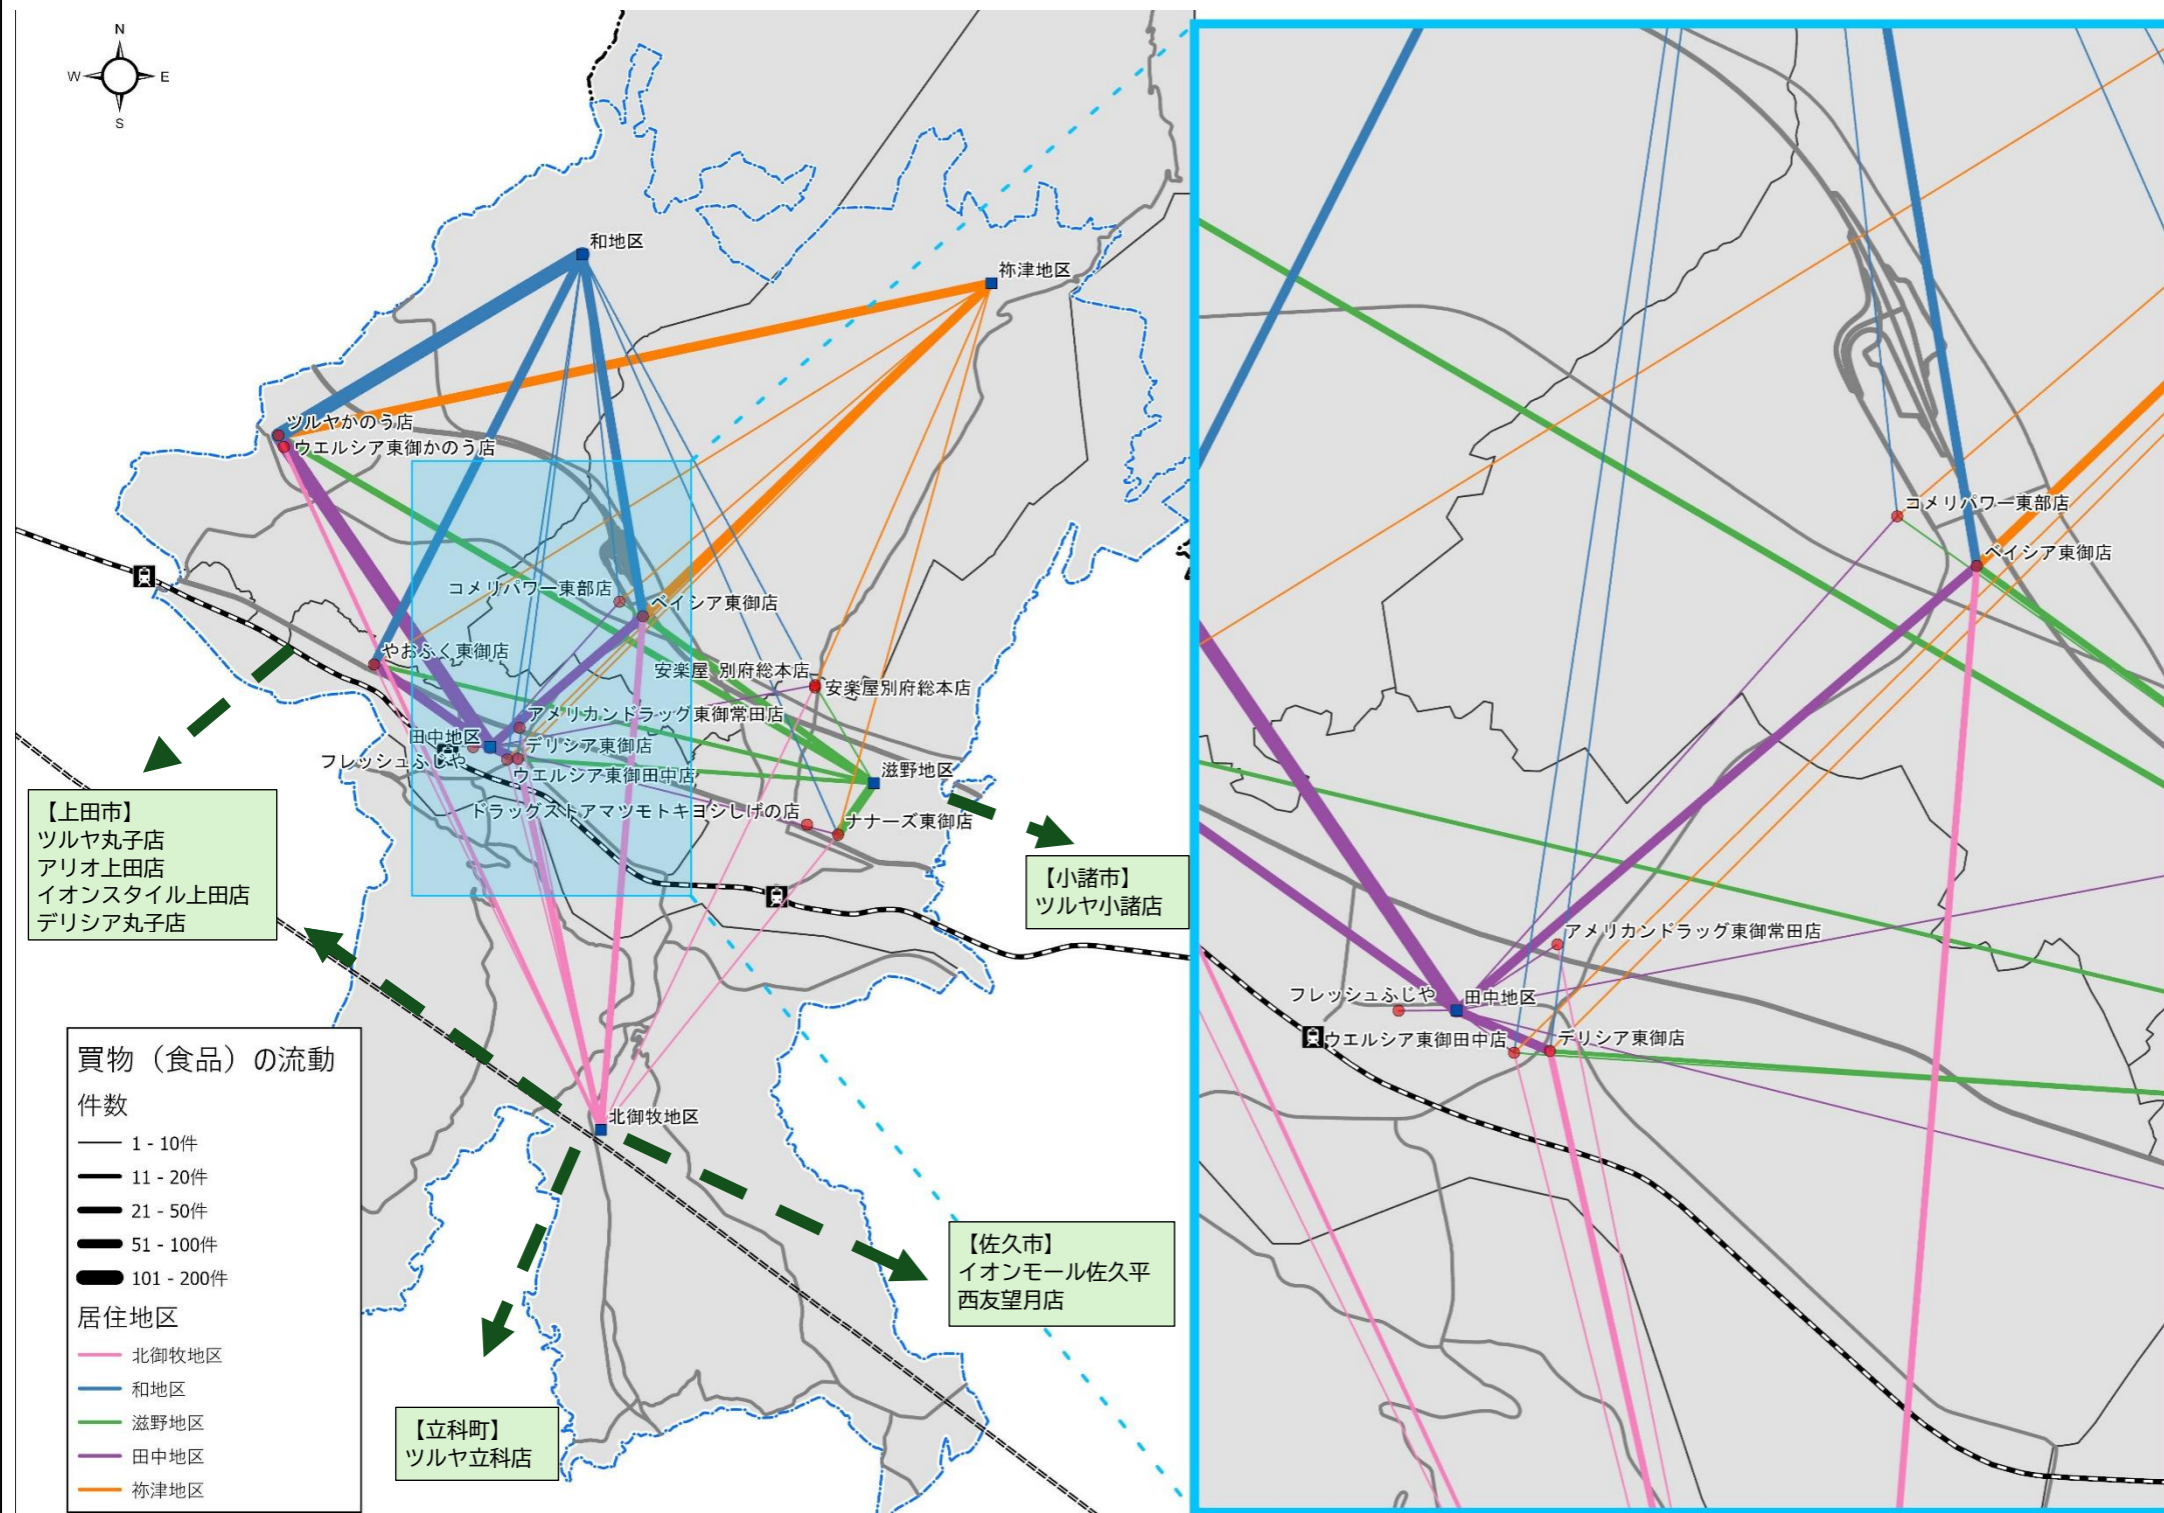 N
W
E
S
和地区
祢津地区
ツルヤかのう店
ウエルシア東御かのう店
コメリパワー東部店
ベイシア東御店
やおふく東御店
安楽屋 別府総本店
安楽屋別府総本店
アメリカンドラッグ東御常田店
田中地区
デリシア東御店
フレッシュふじや
ウエルシア東御田中店
滋野地区
ドラッグストアマツモトキヨシしげの店
ナナーズ東御店
【上田市】
ツルヤ丸子店
アリオ上田店
イオンスタイル上田店
デリシア丸子店
【小諸市】
ツルヤ小諸店
北御牧地区
【佐久市】
イオンモール佐久平
西友望月店
【立科町】
ツルヤ立科店
買物（食品）の流動
件数
1 - 10件
11 - 20件
21 - 50件
51 - 100件
101 - 200件
居住地区
北御牧地区
和地区
滋野地区
田中地区
祢津地区
コメリパワー東部店
ベイシア東御店
アメリカンドラッグ東御常田店
フレッシュふじや
田中地区
ウエルシア東御田中店
デリシア東御店